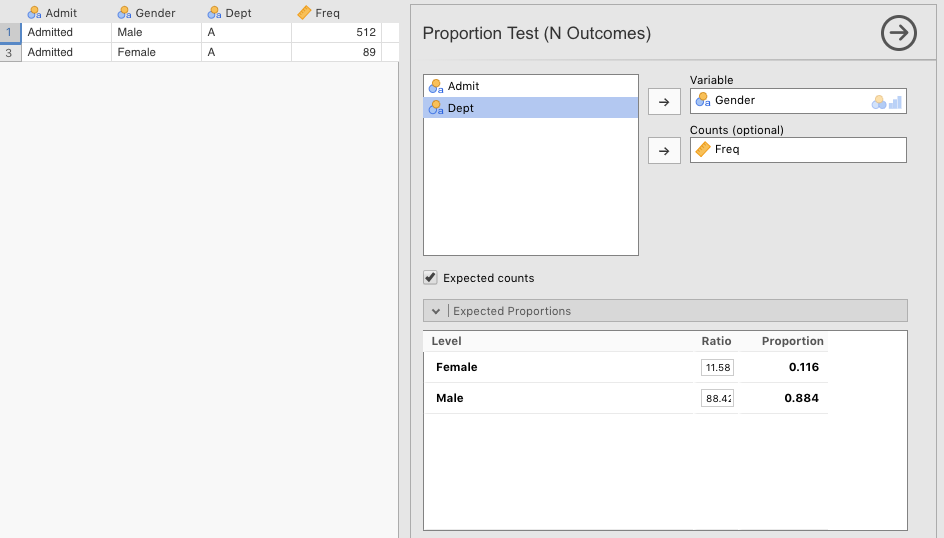 Admit Gender Dept Freq
1 Admitted Male A 512
3 Admitted Female A 89
Proportion Test (N Outcomes)
Admit
Dept
Variable
Gender
Counts (optional)
Freq
Expected counts
Expected Proportions
Level Ratio Proportion
Female 11.58 0.116
Male 88.42 0.884